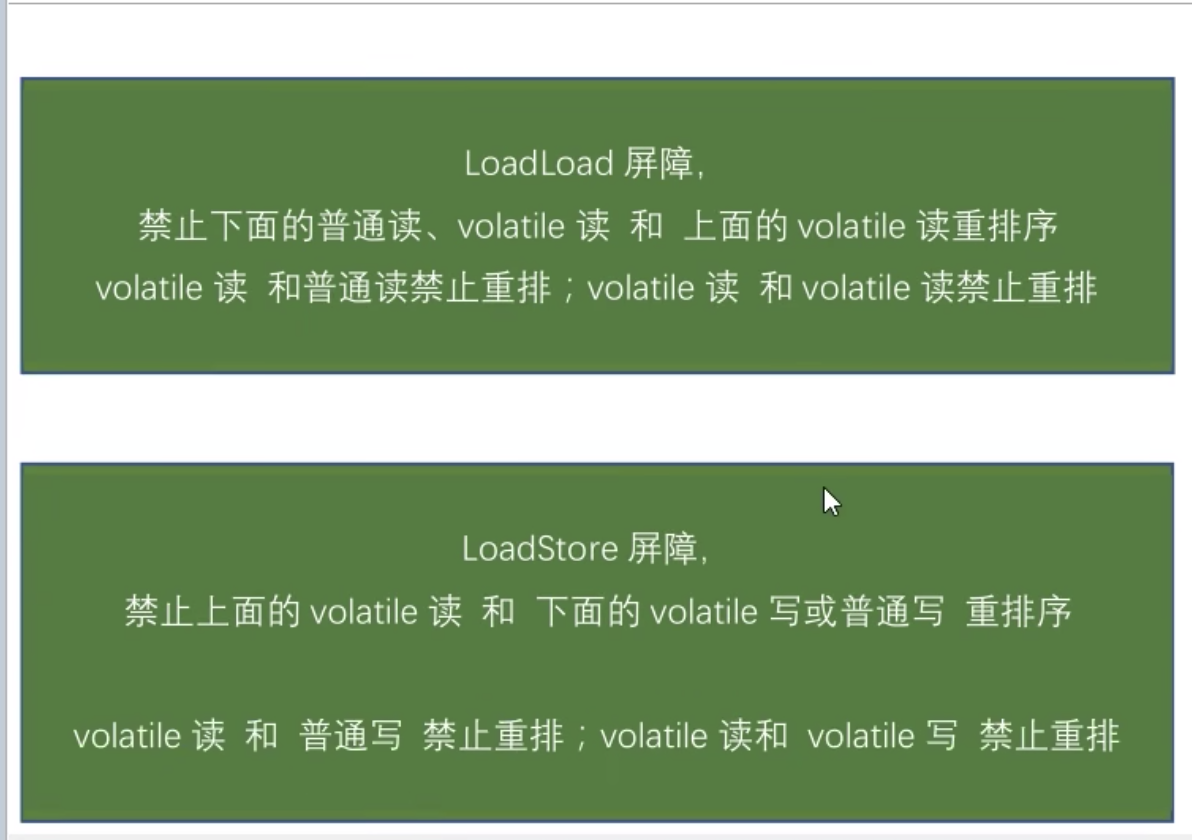 LoadLoad 屏障,
禁止下面的普通读、volatile 读 和 上面的 volatile 读重排序
volatile 读 和普通读禁止重排；volatile 读 和 volatile 读禁止重排
LoadStore 屏障,
禁止上面的 volatile 读 和 下面的 volatile 写或普通写 重排序
volatile 读 和 普通写 禁止重排；volatile 读和 volatile 写 禁止重排